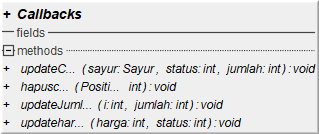 + Callbacks
fields
methods
+ updateC... (sayur: Sayur, status: int, jumlah: int): void
+ hapusc... (Positi... int): void
+ updateJuml... (i: int, jumlah: int): void
+ updatehar... (harga: int, status: int): void